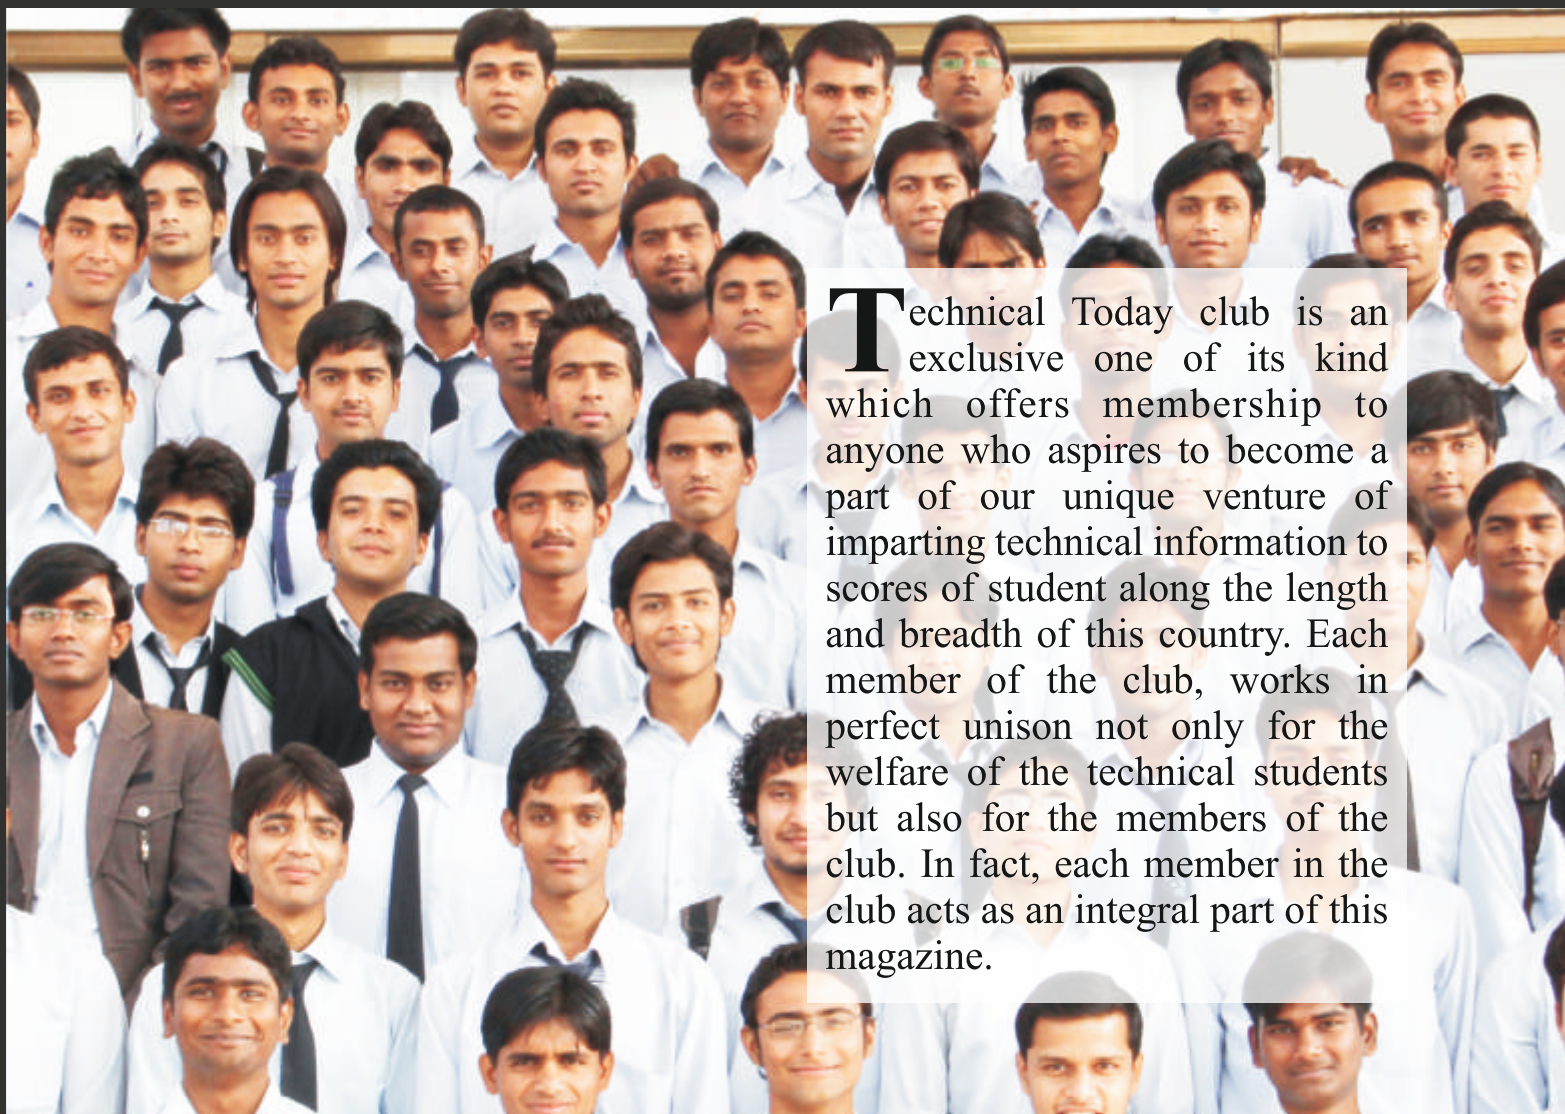 Technical Today club is an
exclusive one of its kind
which offers membership to
anyone who aspires to become a
part of our unique venture of
imparting technical information to
scores of student along the length
and breadth of this country. Each
member of the club, works in
perfect unison not only for the
welfare of the technical students
but also for the members of the
club. In fact, each member in the
club acts as an integral part of this
magazine.